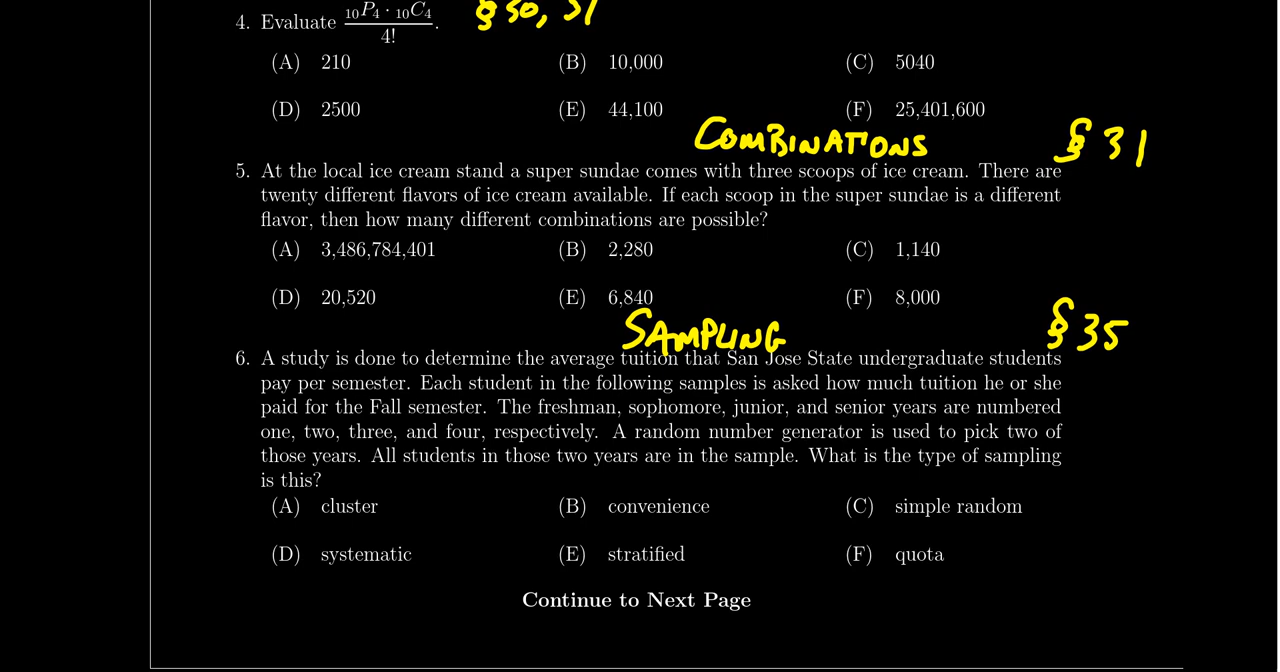 4. Evaluate ₁₀P₄ · ₁₀C₄ / 4! . § 30, 31
(A) 210 (B) 10,000 (C) 5040
(D) 2500 (E) 44,100 (F) 25,401,600
COMBINATIONS § 31
5. At the local ice cream stand a super sundae comes with three scoops of ice cream. There are
twenty different flavors of ice cream available. If each scoop in the super sundae is a different
flavor, then how many different combinations are possible?
(A) 3,486,784,401 (B) 2,280 (C) 1,140
(D) 20,520 (E) 6,840 (F) 8,000
SAMPLING § 35
6. A study is done to determine the average tuition that San Jose State undergraduate students
pay per semester. Each student in the following samples is asked how much tuition he or she
paid for the Fall semester. The freshman, sophomore, junior, and senior years are numbered
one, two, three, and four, respectively. A random number generator is used to pick two of
those years. All students in those two years are in the sample. What is the type of sampling
is this?
(A) cluster (B) convenience (C) simple random
(D) systematic (E) stratified (F) quota
Continue to Next Page